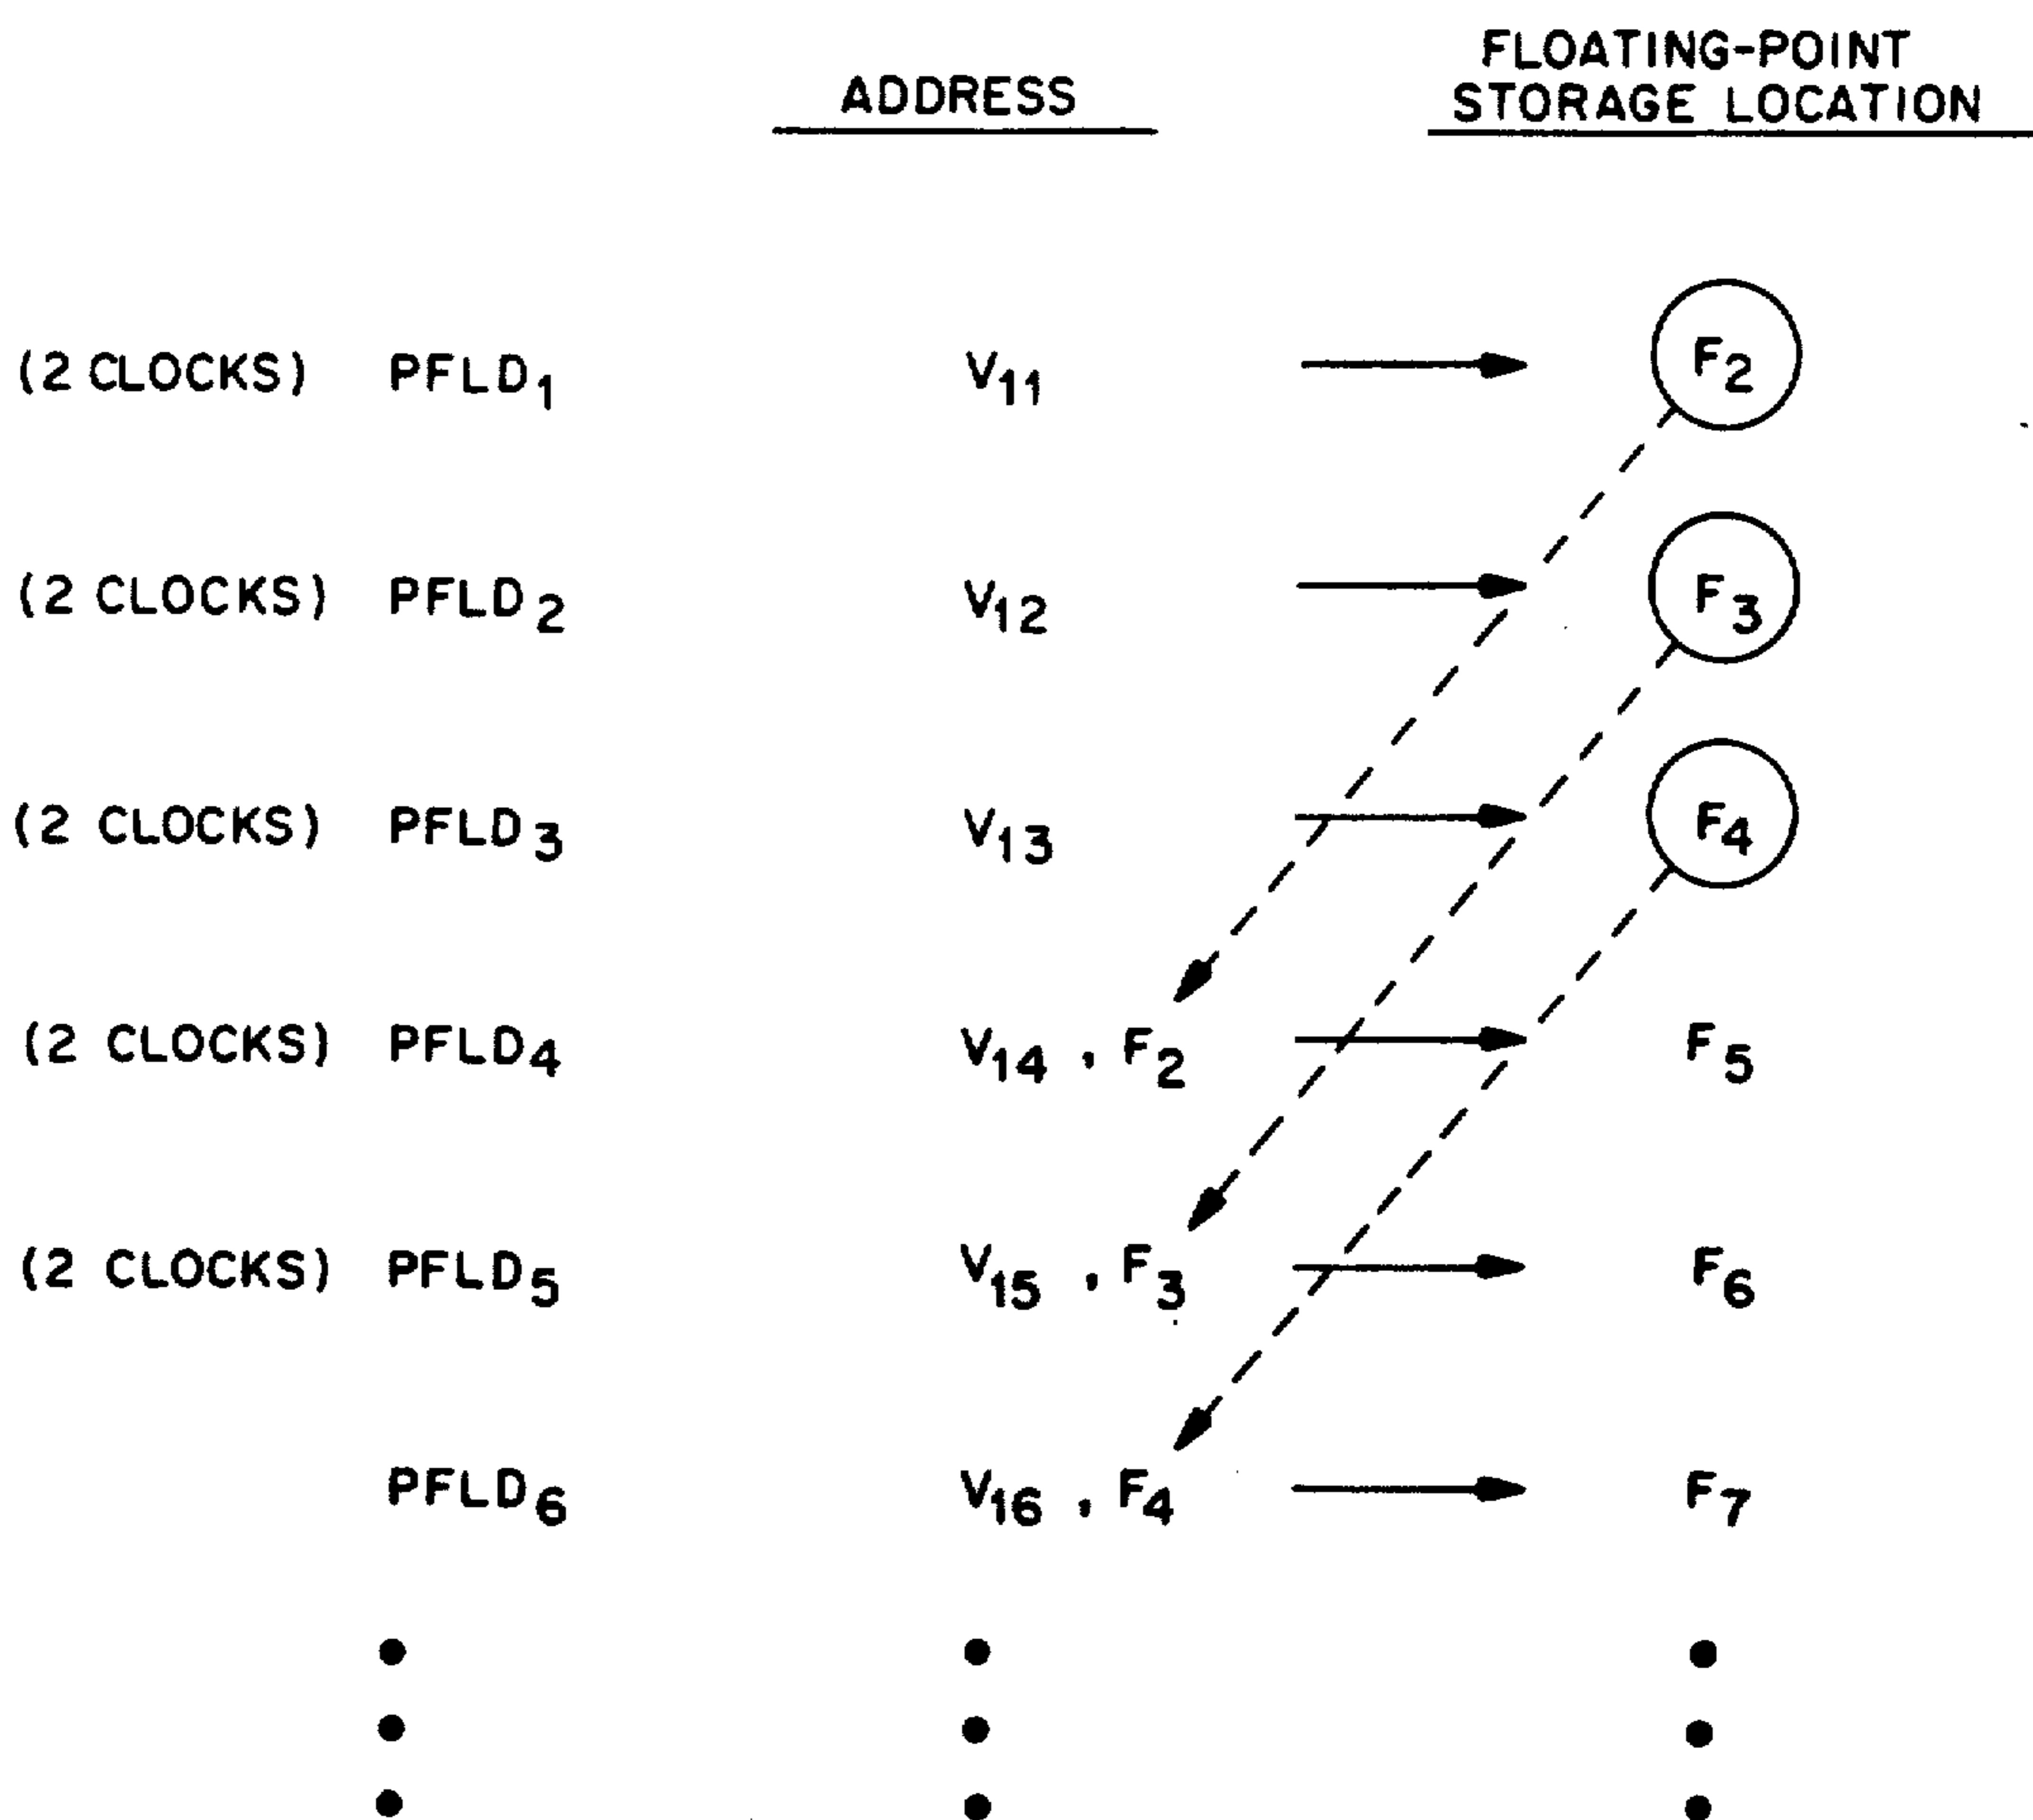 ADDRESS
FLOATING-POINT
STORAGE LOCATION
(2 CLOCKS) PFLD1 V11 F2
(2 CLOCKS) PFLD2 V12 F3
(2 CLOCKS) PFLD3 V13 F4
(2 CLOCKS) PFLD4 V14 , F2 F5
(2 CLOCKS) PFLD5 V15 , F3 F6
PFLD6 V16 , F4 F7